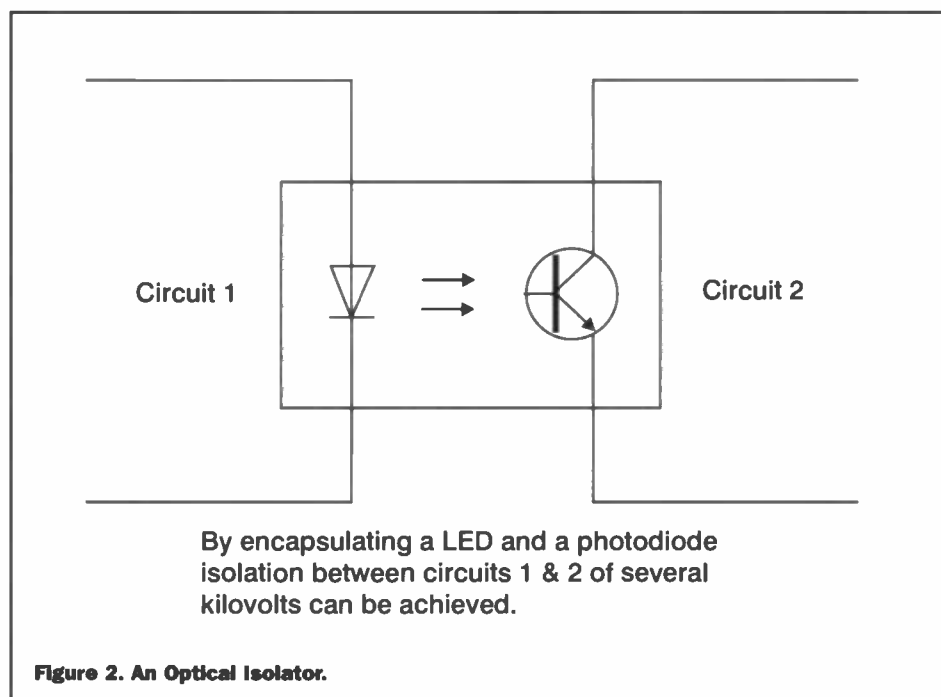 Circuit 1
Circuit 2
By encapsulating a LED and a photodiode
isolation between circuits 1 & 2 of several
kilovolts can be achieved.
Figure 2. An Optical Isolator.